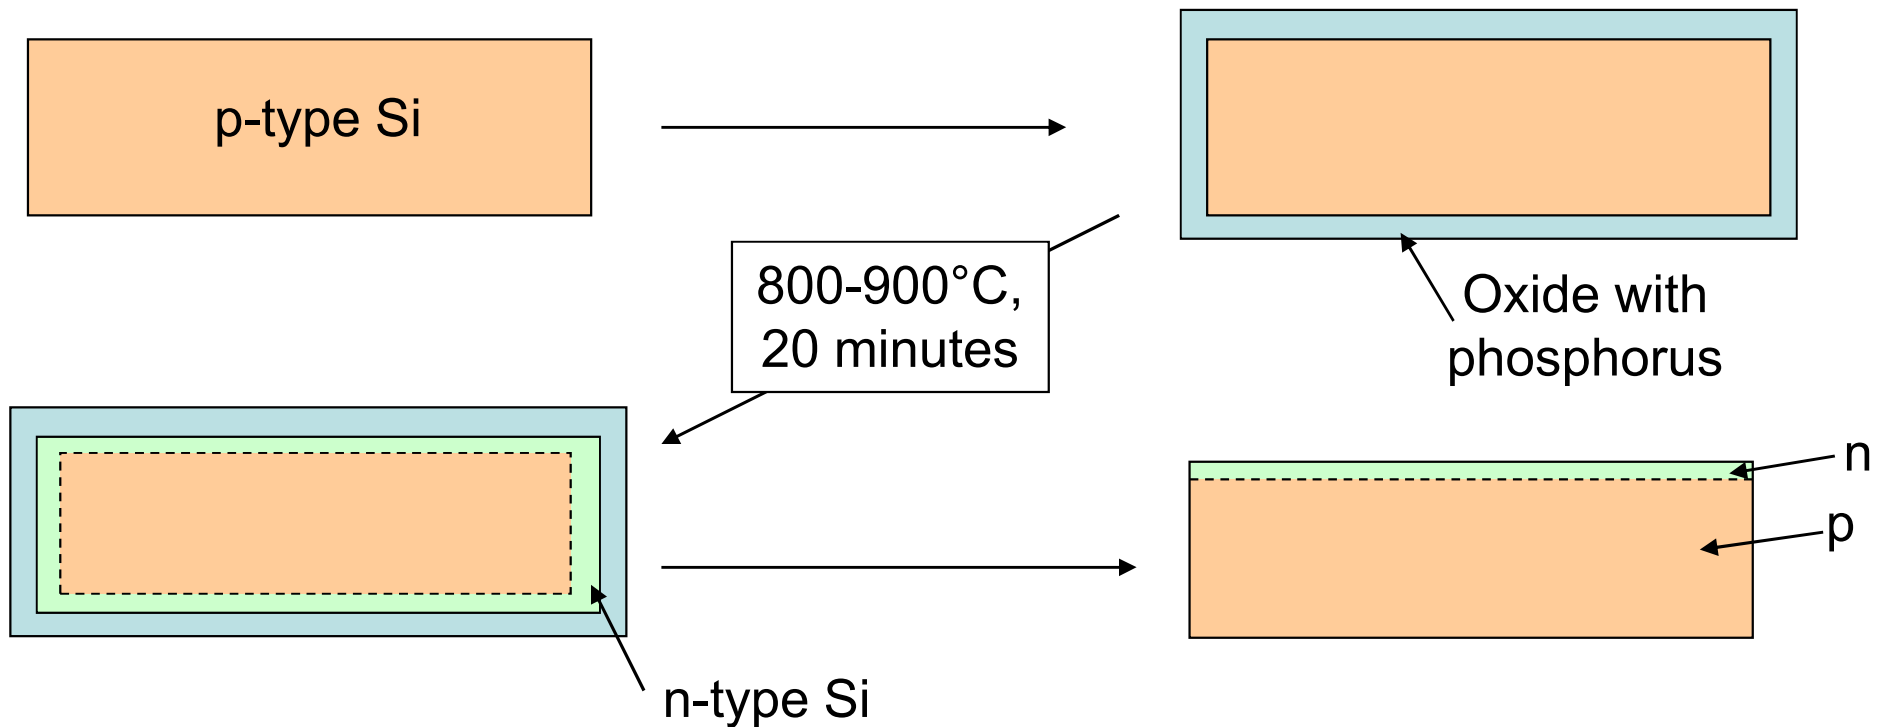 p-type Si
800-900°C,
20 minutes
Oxide with
phosphorus
n
p
n-type Si